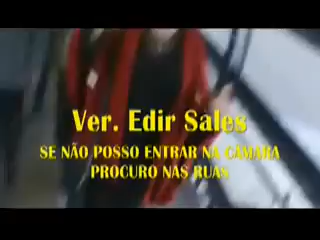 Ver. Edir Sales
SE NÃO POSSO ENTRAR NA CÂMARA
PROCURO NAS RUAS